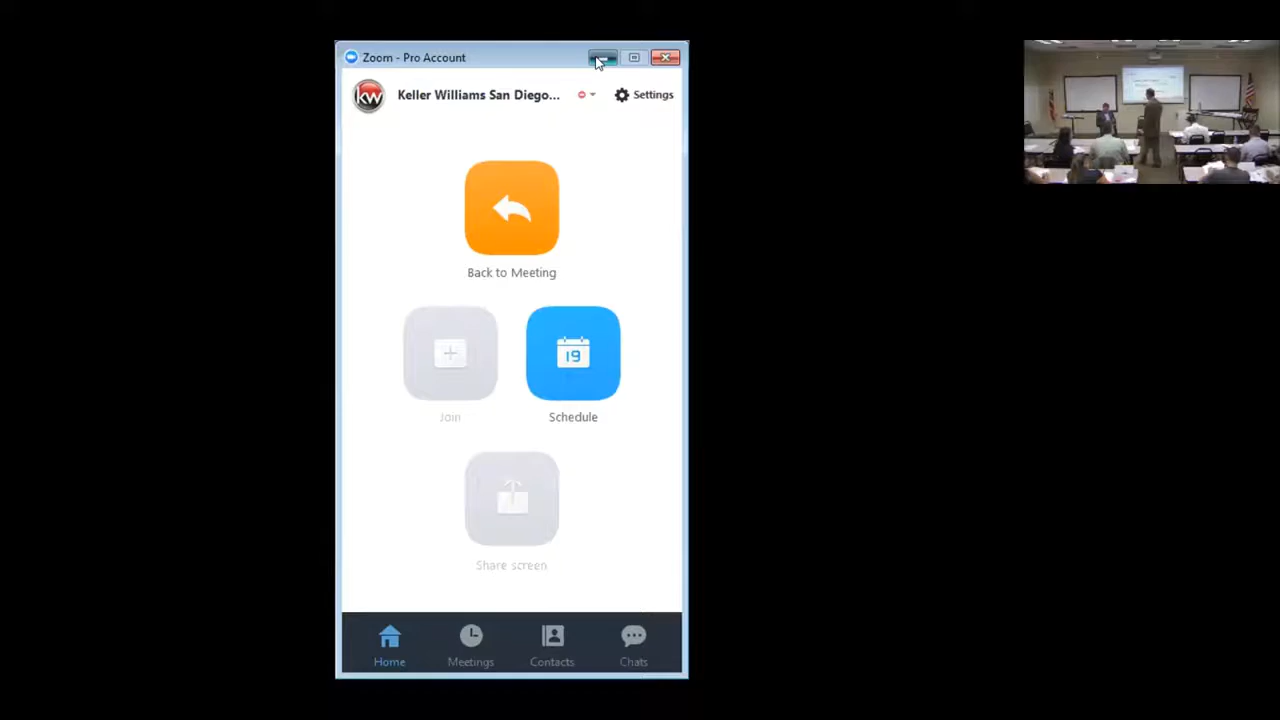 Zoom - Pro Account
kw
Keller Williams San Diego...
Settings
Back to Meeting
19
Join
Schedule
Share screen
Home
Meetings
Contacts
Chats